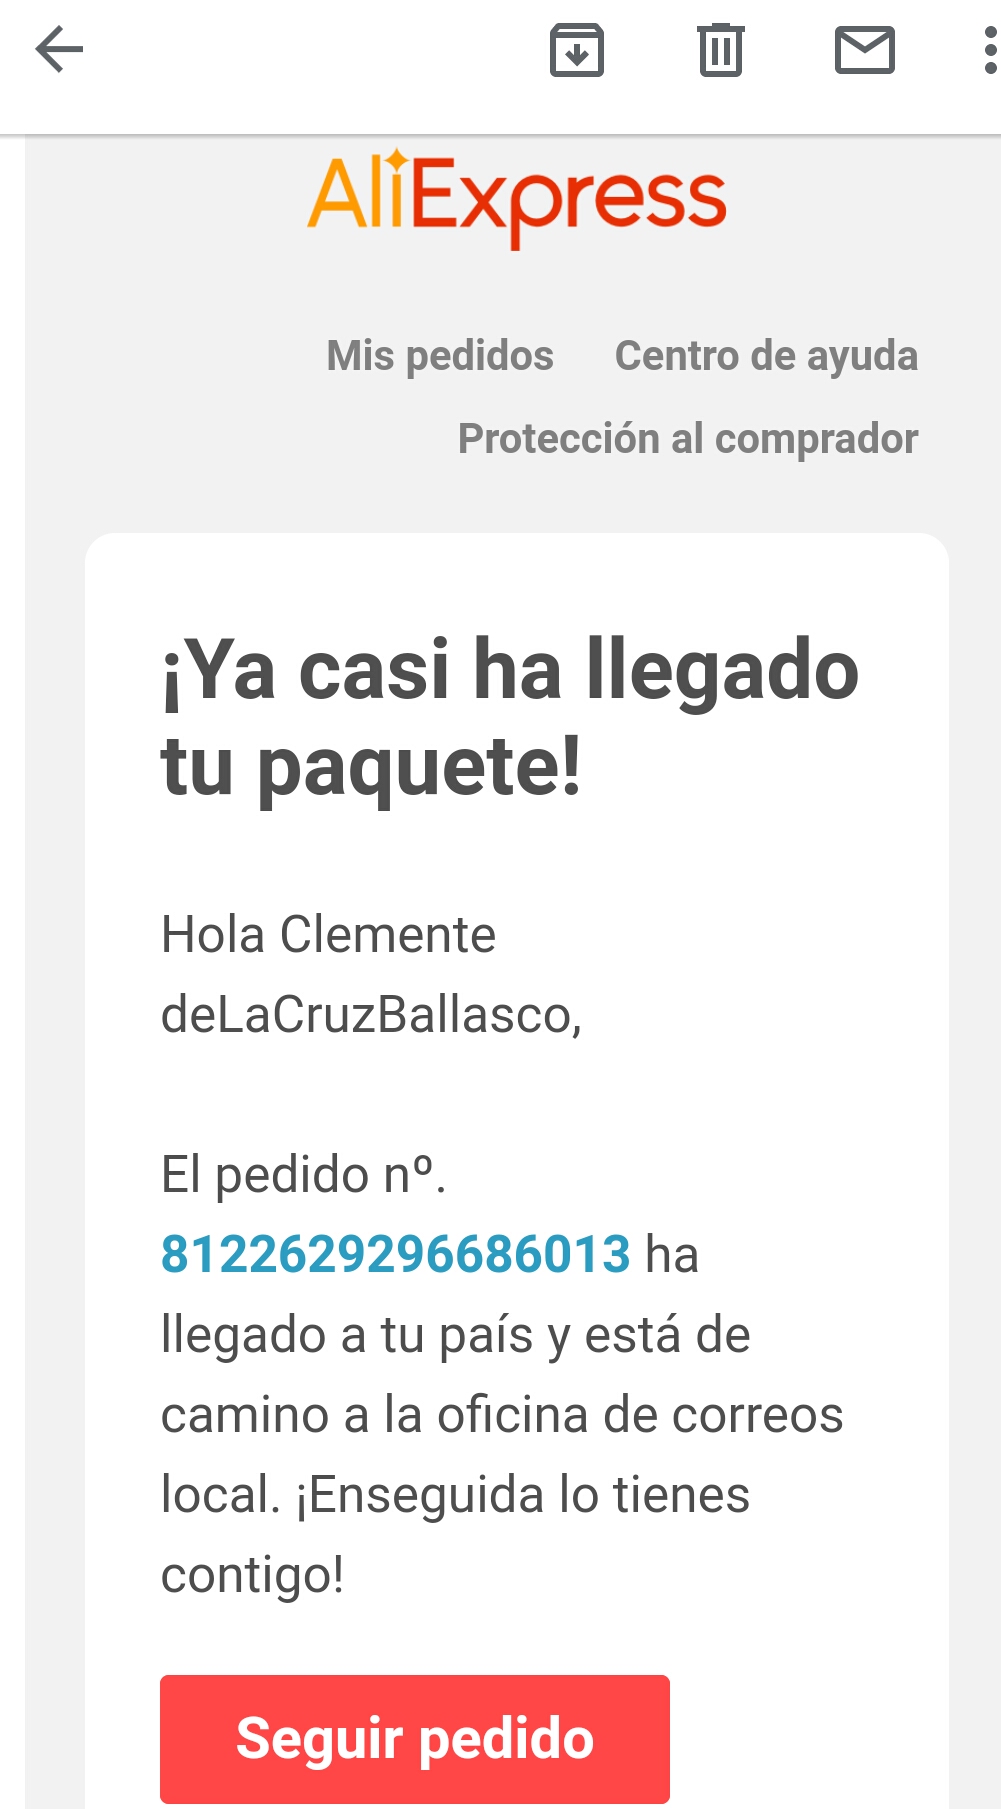 AliExpress
Mis pedidos Centro de ayuda
Protección al comprador
¡Ya casi ha llegado
tu paquete!
Hola Clemente
deLaCruzBallasco,
El pedido nº.
8122629296686013 ha
llegado a tu país y está de
camino a la oficina de correos
local. ¡Enseguida lo tienes
contigo!
Seguir pedido